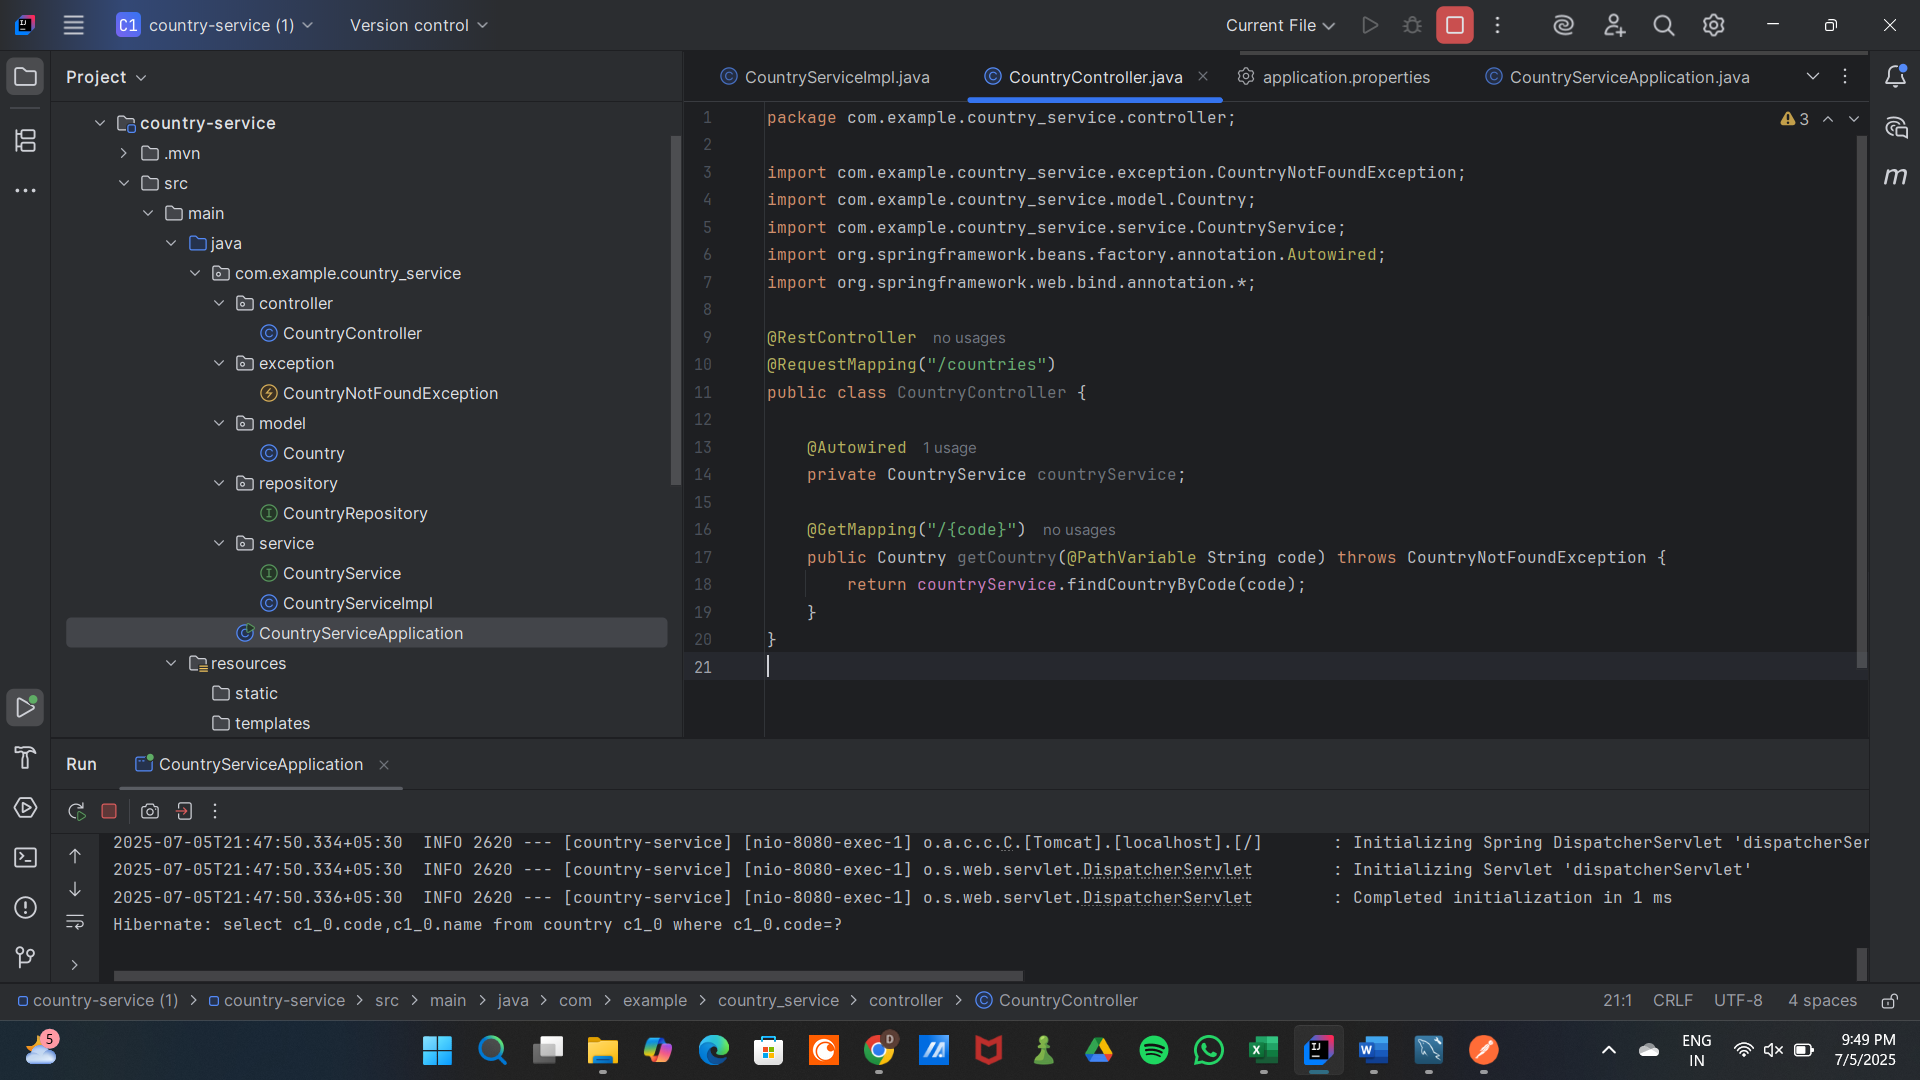 C1 country-service (1) Version control Current File
Project
country-service
.mvn
src
main
java
com.example.country_service
controller
CountryController
exception
CountryNotFoundException
model
Country
repository
CountryRepository
service
CountryService
CountryServiceImpl
CountryServiceApplication
resources
static
templates
CountryServiceImpl.java CountryController.java application.properties CountryServiceApplication.java
3
m
1 package com.example.country_service.controller;
2
3 import com.example.country_service.exception.CountryNotFoundException;
4 import com.example.country_service.model.Country;
5 import com.example.country_service.service.CountryService;
6 import org.springframework.beans.factory.annotation.Autowired;
7 import org.springframework.web.bind.annotation.*;
8
9 @RestController no usages
10 @RequestMapping("/countries")
11 public class CountryController {
12
13 @Autowired 1 usage
14 private CountryService countryService;
15
16 @GetMapping("/{code}") no usages
17 public Country getCountry(@PathVariable String code) throws CountryNotFoundException {
18 return countryService.findCountryByCode(code);
19 }
20 }
21
Run CountryServiceApplication
2025-07-05T21:47:50.334+05:30 INFO 2620 --- [country-service] [nio-8080-exec-1] o.a.c.c.C.[Tomcat].[localhost].[/] : Initializing Spring DispatcherServlet 'dispatcherSer
2025-07-05T21:47:50.334+05:30 INFO 2620 --- [country-service] [nio-8080-exec-1] o.s.web.servlet.DispatcherServlet : Initializing Servlet 'dispatcherServlet'
2025-07-05T21:47:50.336+05:30 INFO 2620 --- [country-service] [nio-8080-exec-1] o.s.web.servlet.DispatcherServlet : Completed initialization in 1 ms
Hibernate: select c1_0.code,c1_0.name from country c1_0 where c1_0.code=?
country-service (1) > country-service > src > main > java > com > example > country_service > controller > CountryController 21:1 CRLF UTF-8 4 spaces
5
D
ENG
IN
9:49 PM
7/5/2025